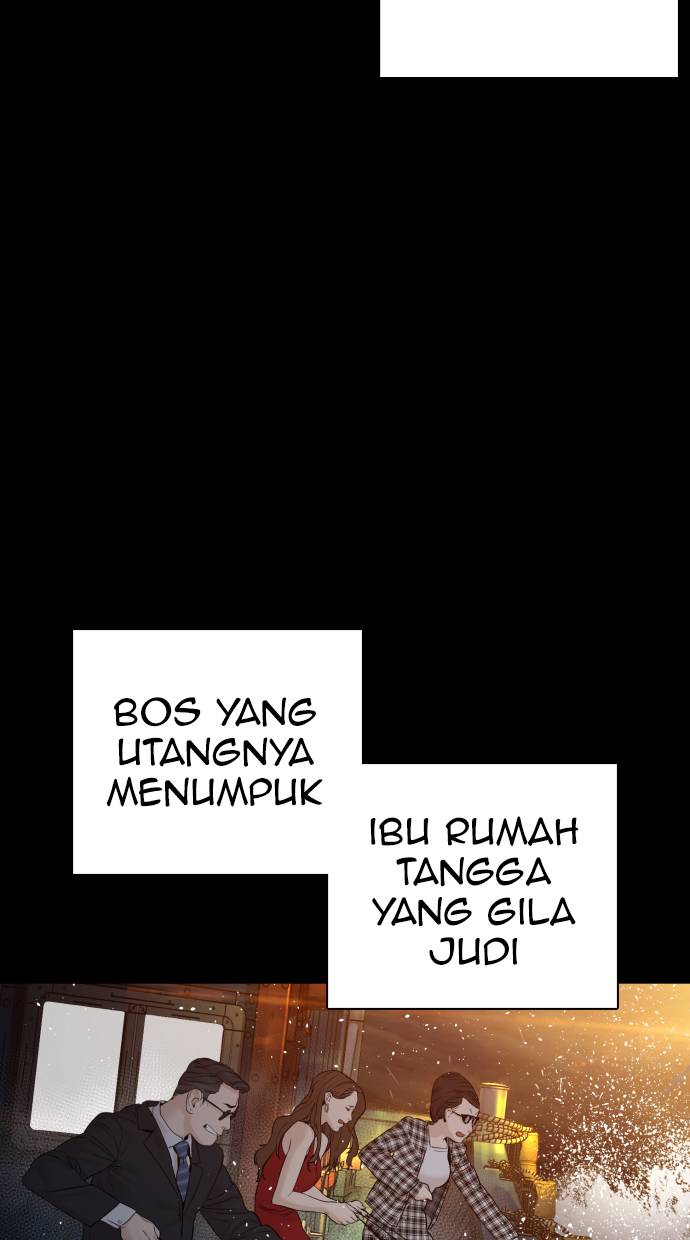 BOS YANG
UTANGNYA
MENUMPUK
IBU RUMAH
TANGGA
YANG GILA
JUDI